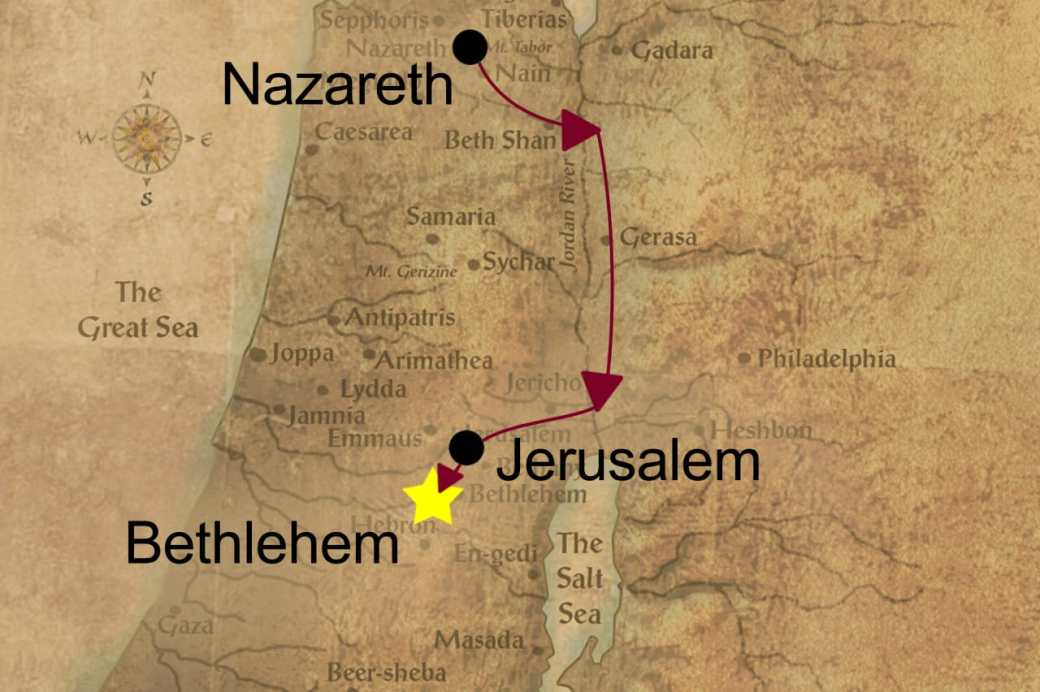 Sepphoris
Tiberias
Nazareth
Mt. Tabor
Gadara
Nazareth
Nain
N
W
E
S
Caesarea
Beth Shan
Jordan River
Samaria
Gerasa
Mt. Gerizine
Sychar
The
Great Sea
Antipatris
Joppa
Arimathea
Philadelphia
Jericho
Lydda
Jamnia
Emmaus
Jerusalem
Heshbon
Jerusalem
Bethlehem
Hebron
Bethlehem
En-gedi
The
Salt
Sea
Gaza
Masada
Beer-sheba